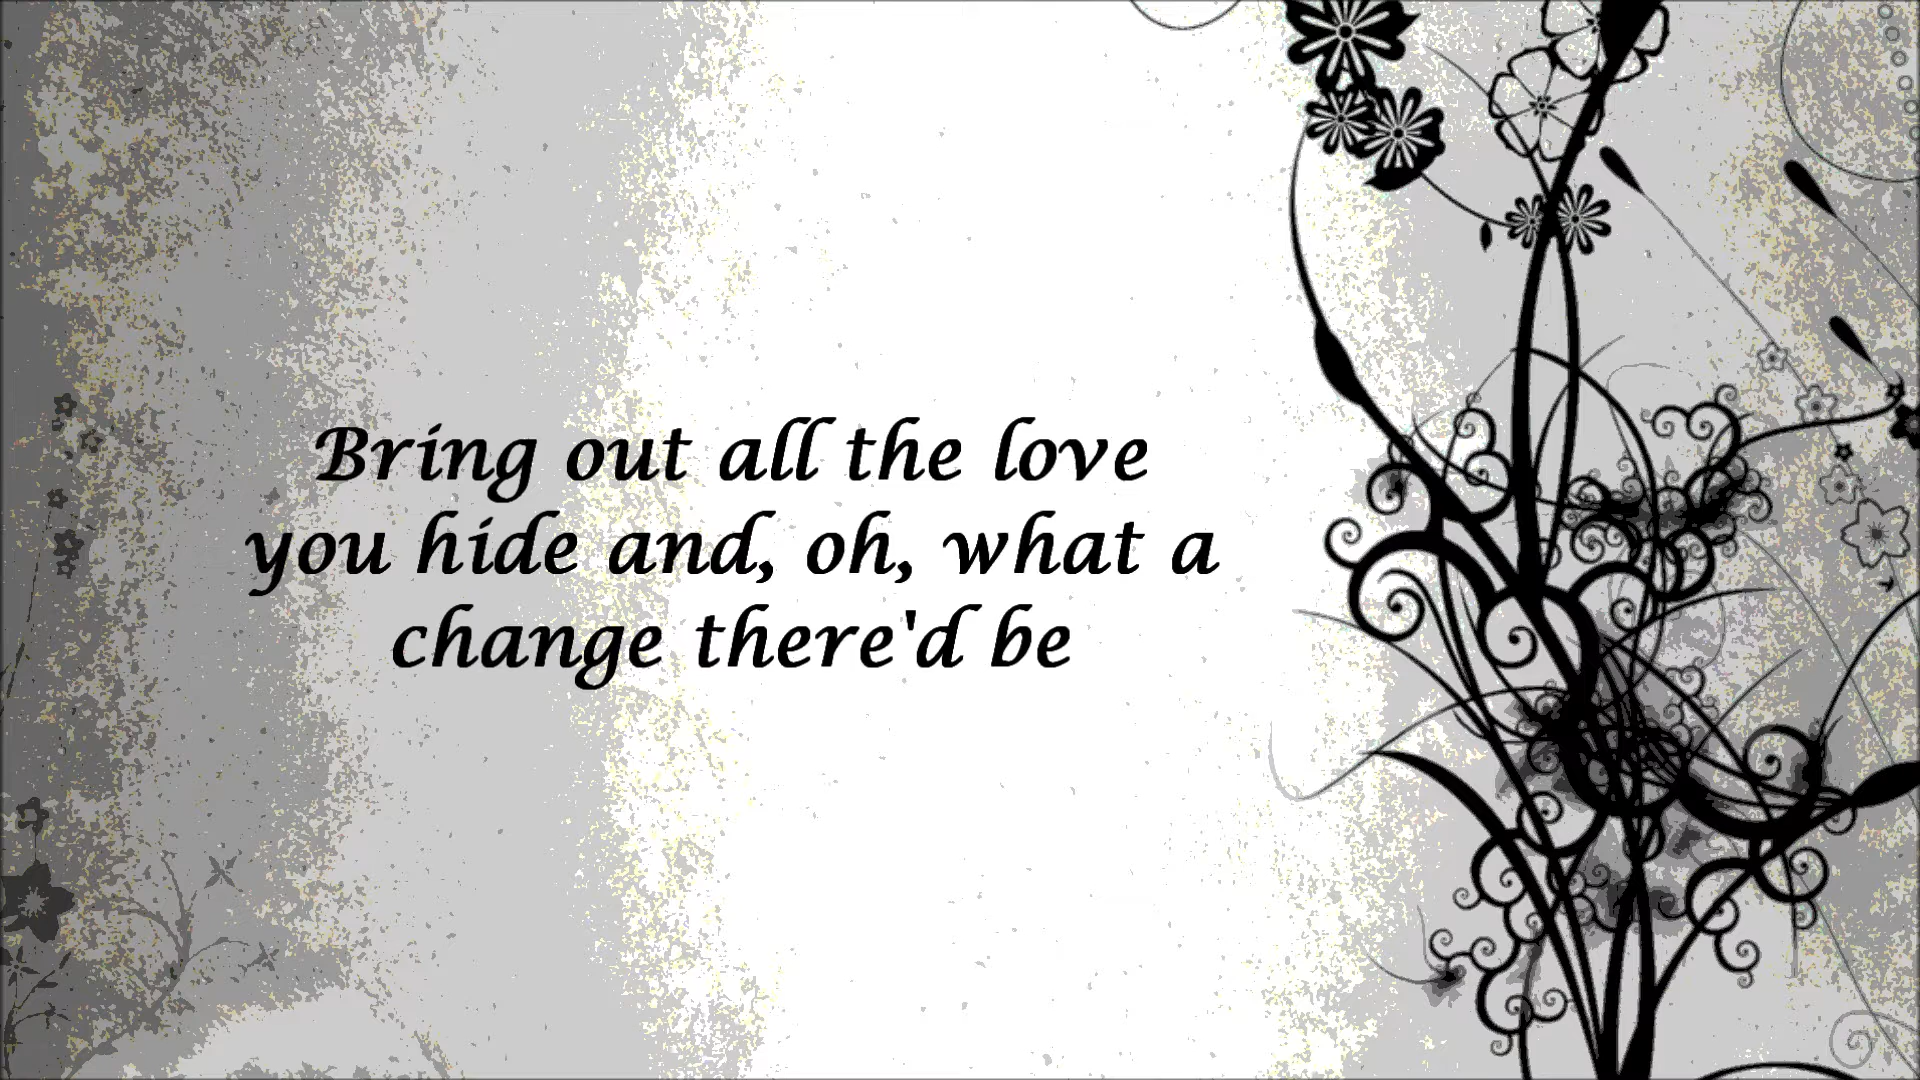 Bring out all the love
you hide and, oh, what a
change there'd be